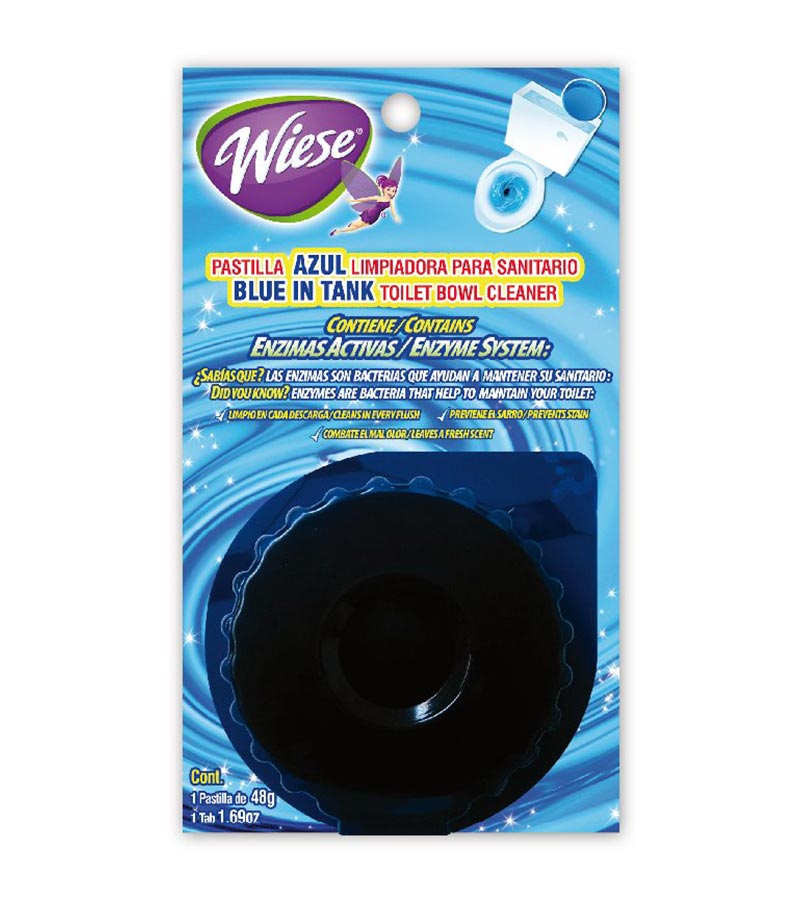 Wiese®
PASTILLA AZUL LIMPIADORA PARA SANITARIO
BLUE IN TANK TOILET BOWL CLEANER
CONTIENE/CONTAINS
ENZIMAS ACTIVAS/ENZYME SYSTEM:
¿SABÍAS QUE? LAS ENZIMAS SON BACTERIAS QUE AYUDAN A MANTENER SU SANITARIO:
DID YOU KNOW? ENZYMES ARE BACTERIA THAT HELP TO MAINTAIN YOUR TOILET:
✓ LIMPIO EN CADA DESCARGA/CLEANS IN EVERY FLUSH ✓ PREVIENE EL SARRO/PREVENTS STAIN
✓ COMBATE EL MAL OLOR/LEAVES A FRESH SCENT
Cont.
1 Pastilla de 48g
1 Tab 1.69oz